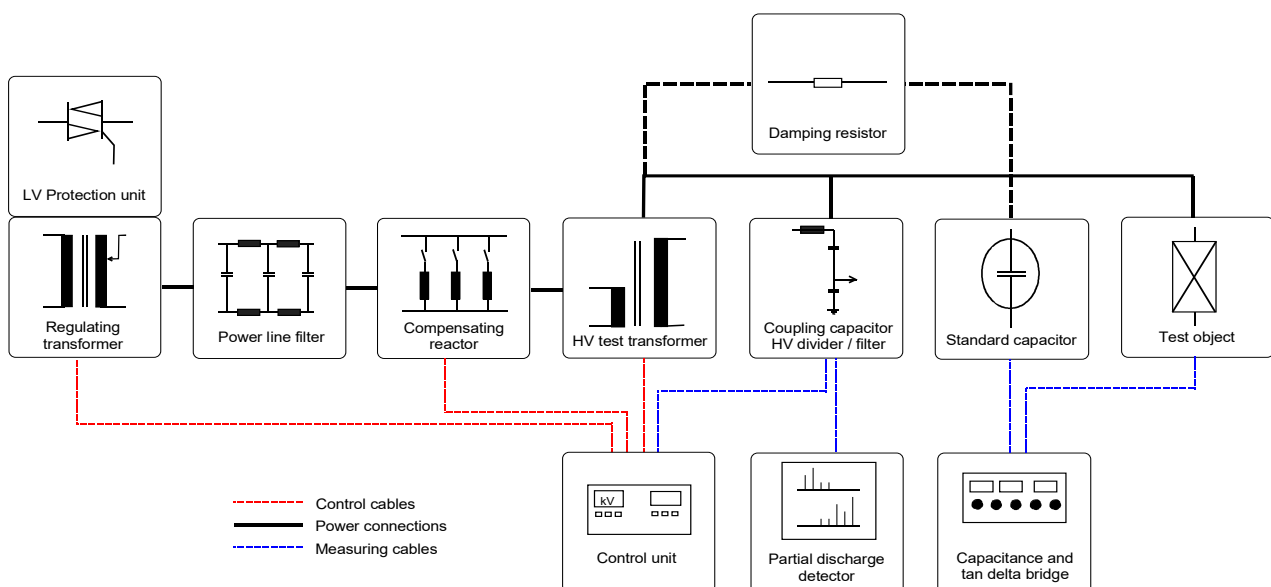 Damping resistor
LV Protection unit
Regulating
transformer
Power line filter
Compensating
reactor
HV test transformer
Coupling capacitor
HV divider / filter
Standard capacitor
Test object
Control cables
Power connections
Measuring cables
kV
Control unit
Partial discharge
detector
Capacitance and
tan delta bridge